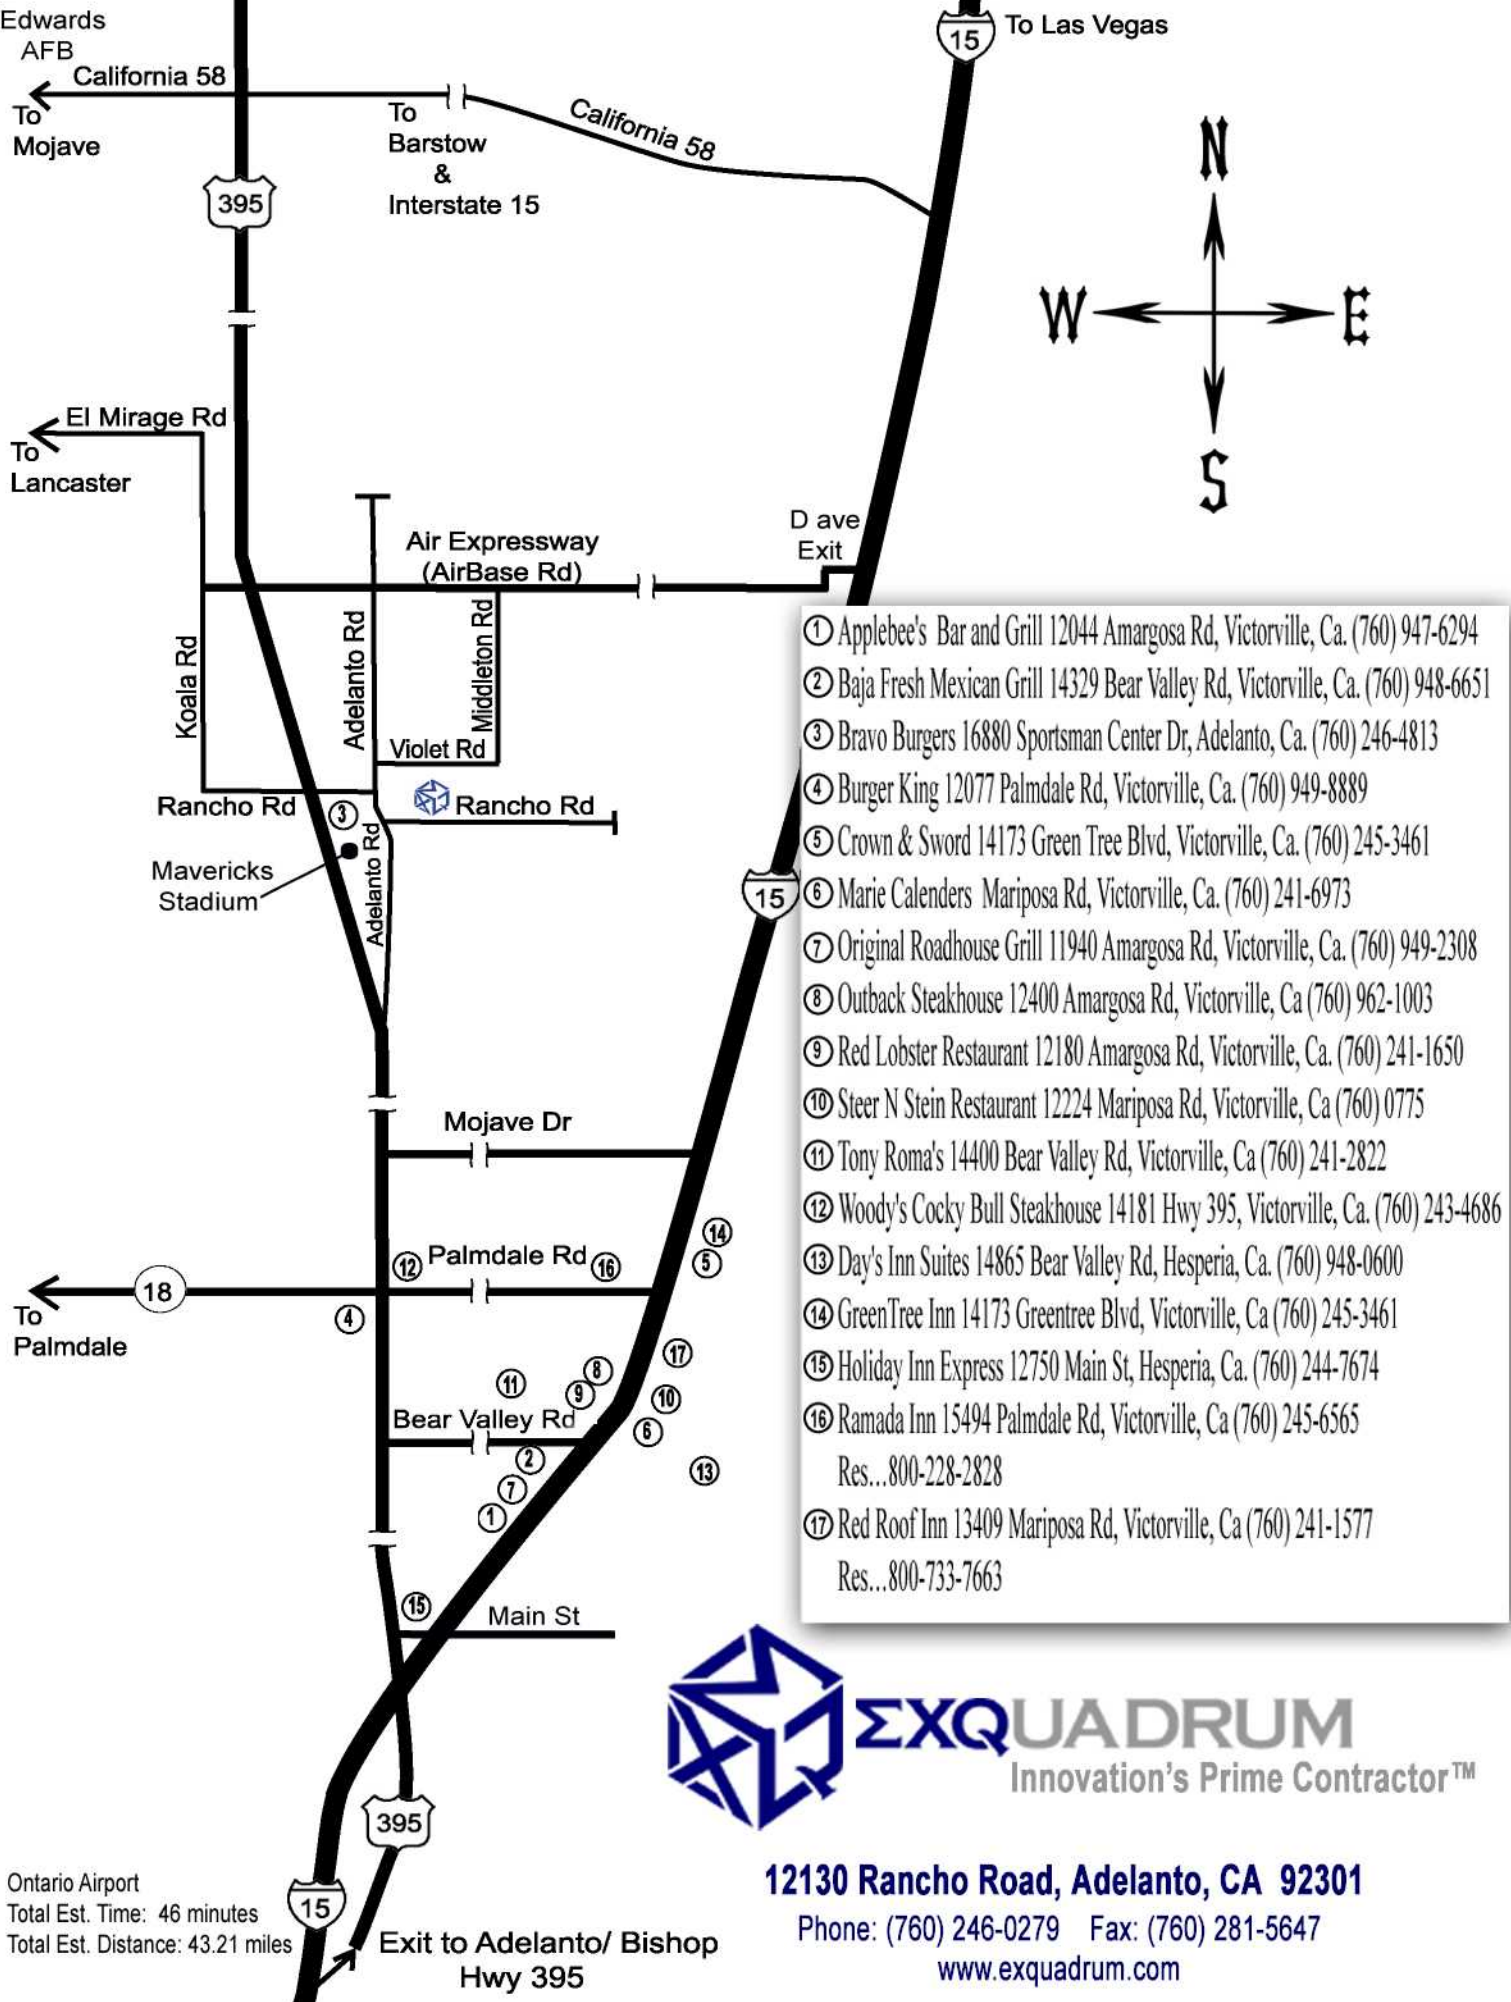 Edwards
AFB
California 58
To
Mojave
To
Barstow
&
Interstate 15
California 58
15
To Las Vegas
395
N
W
E
S
El Mirage Rd
To
Lancaster
D ave
Exit
Air Expressway
(AirBase Rd)
Koala Rd
Adelanto Rd
Middleton Rd
Violet Rd
Rancho Rd
3
Rancho Rd
Mavericks
Stadium
Adelanto Rd
15
Mojave Dr
14
12
Palmdale Rd
16
5
18
To
Palmdale
4
17
8
11
9
10
Bear Valley Rd
6
2
13
7
1
15
Main St
1 Applebee's Bar and Grill 12044 Amargosa Rd, Victorville, Ca. (760) 947-6294
2 Baja Fresh Mexican Grill 14329 Bear Valley Rd, Victorville, Ca. (760) 948-6651
3 Bravo Burgers 16880 Sportsman Center Dr, Adelanto, Ca. (760) 246-4813
4 Burger King 12077 Palmdale Rd, Victorville, Ca. (760) 949-8889
5 Crown & Sword 14173 Green Tree Blvd, Victorville, Ca. (760) 245-3461
6 Marie Calenders Mariposa Rd, Victorville, Ca. (760) 241-6973
7 Original Roadhouse Grill 11940 Amargosa Rd, Victorville, Ca. (760) 949-2308
8 Outback Steakhouse 12400 Amargosa Rd, Victorville, Ca (760) 962-1003
9 Red Lobster Restaurant 12180 Amargosa Rd, Victorville, Ca. (760) 241-1650
10 Steer N Stein Restaurant 12224 Mariposa Rd, Victorville, Ca (760) 0775
11 Tony Roma's 14400 Bear Valley Rd, Victorville, Ca (760) 241-2822
12 Woody's Cocky Bull Steakhouse 14181 Hwy 395, Victorville, Ca. (760) 243-4686
13 Day's Inn Suites 14865 Bear Valley Rd, Hesperia, Ca. (760) 948-0600
14 GreenTree Inn 14173 Greentree Blvd, Victorville, Ca (760) 245-3461
15 Holiday Inn Express 12750 Main St, Hesperia, Ca. (760) 244-7674
16 Ramada Inn 15494 Palmdale Rd, Victorville, Ca (760) 245-6565
Res...800-228-2828
17 Red Roof Inn 13409 Mariposa Rd, Victorville, Ca (760) 241-1577
Res...800-733-7663
ΣXQUADRUM
Innovation's Prime Contractor™
395
Ontario Airport
Total Est. Time: 46 minutes
Total Est. Distance: 43.21 miles
15
Exit to Adelanto/ Bishop
Hwy 395
12130 Rancho Road, Adelanto, CA 92301
Phone: (760) 246-0279 Fax: (760) 281-5647
www.exquadrum.com